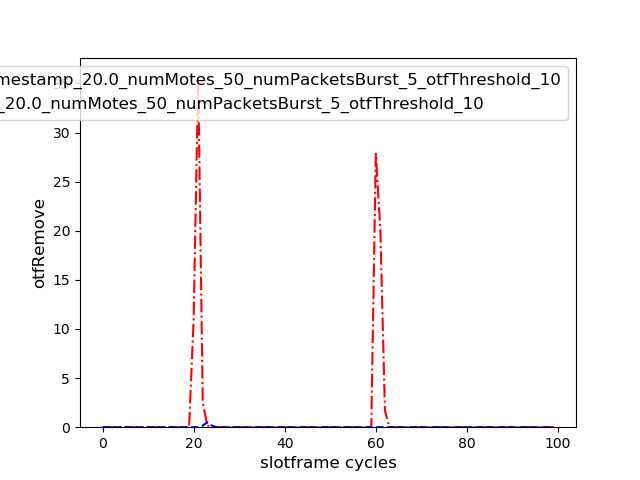 mestamp_20.0_numMotes_50_numPacketsBurst_5_otfThreshold_10
_20.0_numMotes_50_numPacketsBurst_5_otfThreshold_10
30
25
20
15
10
5
0
otfRemove
0 20 40 60 80 100
slotframe cycles